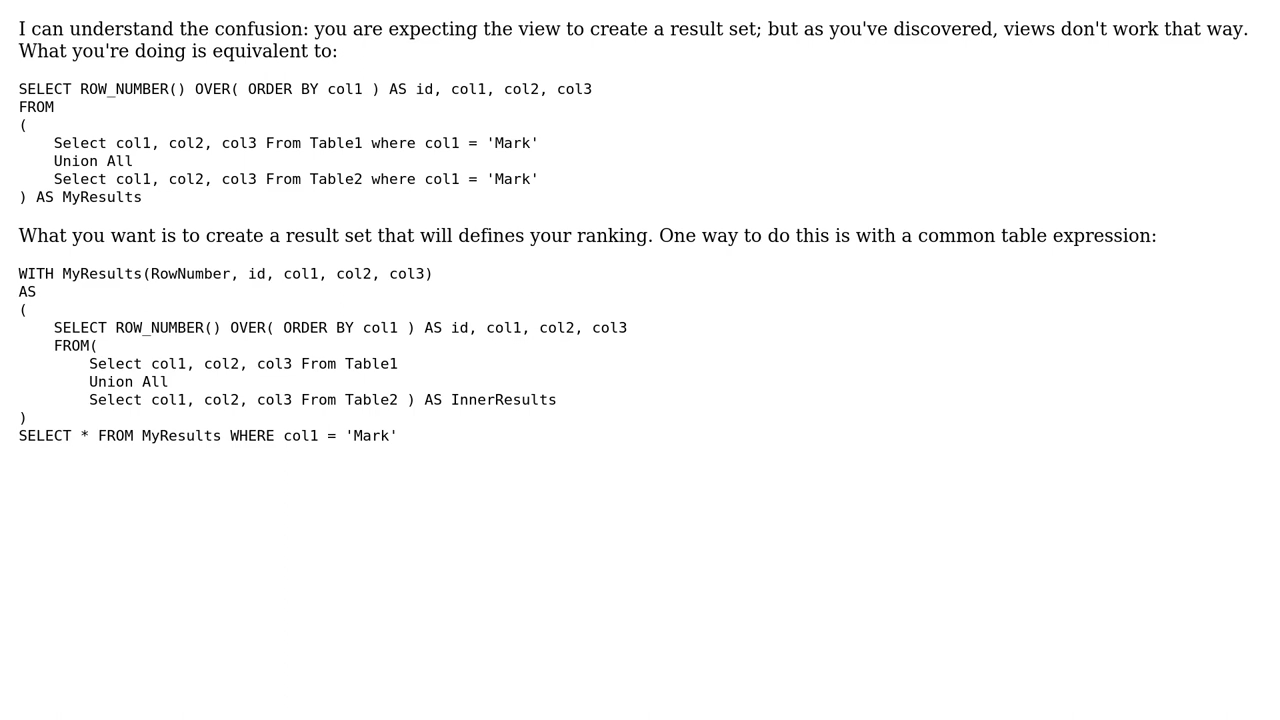 I can understand the confusion: you are expecting the view to create a result set; but as you've discovered, views don't work that way.
What you're doing is equivalent to:
SELECT ROW_NUMBER() OVER( ORDER BY col1 ) AS id, col1, col2, col3
FROM
(
    Select col1, col2, col3 From Table1 where col1 = 'Mark'
    Union All
    Select col1, col2, col3 From Table2 where col1 = 'Mark'
) AS MyResults
What you want is to create a result set that will defines your ranking. One way to do this is with a common table expression:
WITH MyResults(RowNumber, id, col1, col2, col3)
AS
(
    SELECT ROW_NUMBER() OVER( ORDER BY col1 ) AS id, col1, col2, col3
    FROM(
        Select col1, col2, col3 From Table1
        Union All
        Select col1, col2, col3 From Table2 ) AS InnerResults
)
SELECT * FROM MyResults WHERE col1 = 'Mark'